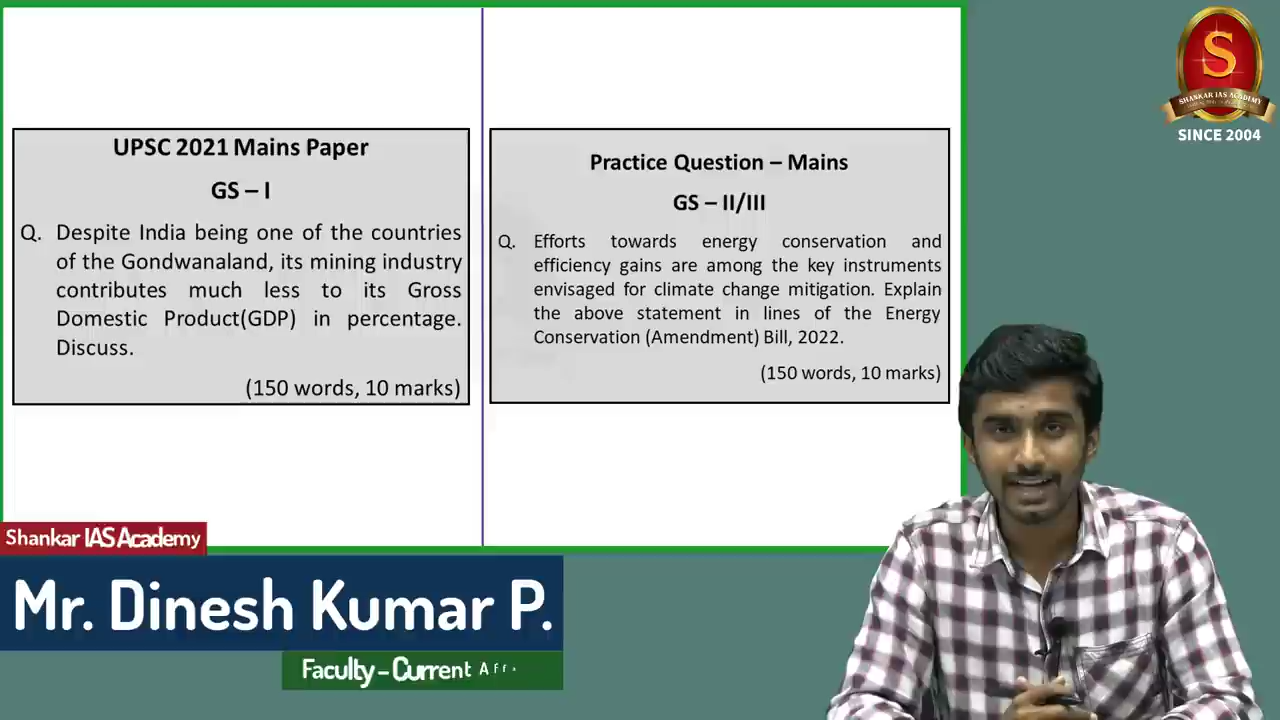 UPSC 2021 Mains Paper
GS – I
Q. Despite India being one of the countries
of the Gondwanaland, its mining industry
contributes much less to its Gross
Domestic Product(GDP) in percentage.
Discuss.
(150 words, 10 marks)
Practice Question – Mains
GS – II/III
Q. Efforts towards energy conservation and
efficiency gains are among the key instruments
envisaged for climate change mitigation. Explain
the above statement in lines of the Energy
Conservation (Amendment) Bill, 2022.
(150 words, 10 marks)
S
SHANKAR IAS ACADEMY
SINCE 2004
Shankar IAS Academy
Mr. Dinesh Kumar P.
Faculty – Current Aff